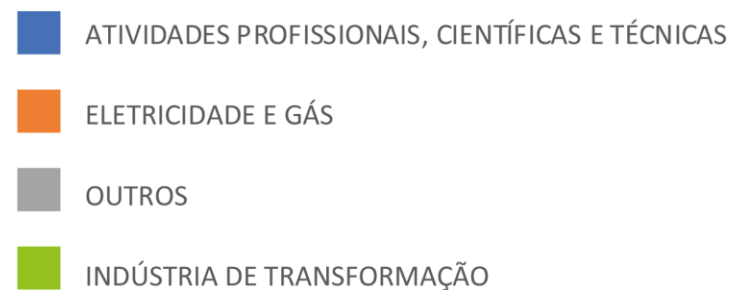 ATIVIDADES PROFISSIONAIS, CIENTÍFICAS E TÉCNICAS
ELETRICIDADE E GÁS
OUTROS
INDÚSTRIA DE TRANSFORMAÇÃO